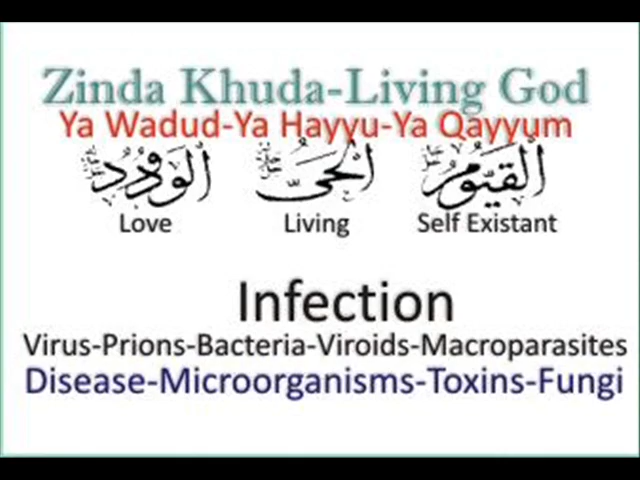 Zinda Khuda-Living God
Ya Wadud-Ya Hayyu-Ya Qayyum
الودود الحي القيوم
Love Living Self Existant
Infection
Virus-Prions-Bacteria-Viroids-Macroparasites
Disease-Microorganisms-Toxins-Fungi